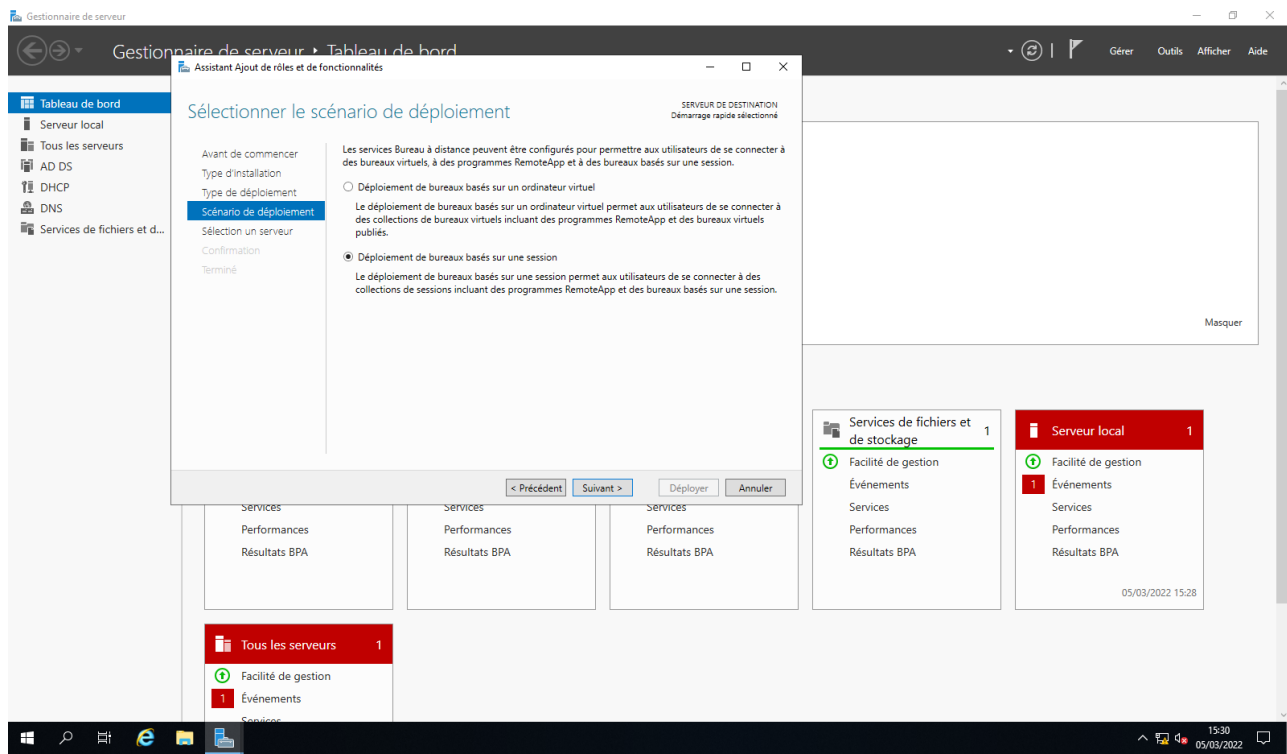 Gestionnaire de serveur
Gestionnaire de serveur • Tableau de bord
Gérer Outils Afficher Aide
Tableau de bord
Serveur local
Tous les serveurs
AD DS
DHCP
DNS
Services de fichiers et d...
Assistant Ajout de rôles et de fonctionnalités
Sélectionner le scénario de déploiement
SERVEUR DE DESTINATION
Démarrage rapide sélectionné
Avant de commencer
Type d'installation
Type de déploiement
Scénario de déploiement
Sélection un serveur
Confirmation
Terminé
Les services Bureau à distance peuvent être configurés pour permettre aux utilisateurs de se connecter à
des bureaux virtuels, à des programmes RemoteApp et à des bureaux basés sur une session.
Déploiement de bureaux basés sur un ordinateur virtuel
Le déploiement de bureaux basés sur un ordinateur virtuel permet aux utilisateurs de se connecter à
des collections de bureaux virtuels incluant des programmes RemoteApp et des bureaux virtuels
publiés.
Déploiement de bureaux basés sur une session
Le déploiement de bureaux basés sur une session permet aux utilisateurs de se connecter à des
collections de sessions incluant des programmes RemoteApp et des bureaux basés sur une session.
< Précédent Suivant > Déployer Annuler
Masquer
Services
Performances
Résultats BPA
Services
Performances
Résultats BPA
Services
Performances
Résultats BPA
Services de fichiers et
de stockage
1
Facilité de gestion
Événements
Services
Performances
Résultats BPA
Serveur local 1
Facilité de gestion
1 Événements
Services
Performances
Résultats BPA
05/03/2022 15:28
Tous les serveurs 1
Facilité de gestion
1 Événements
Services
15:30
05/03/2022